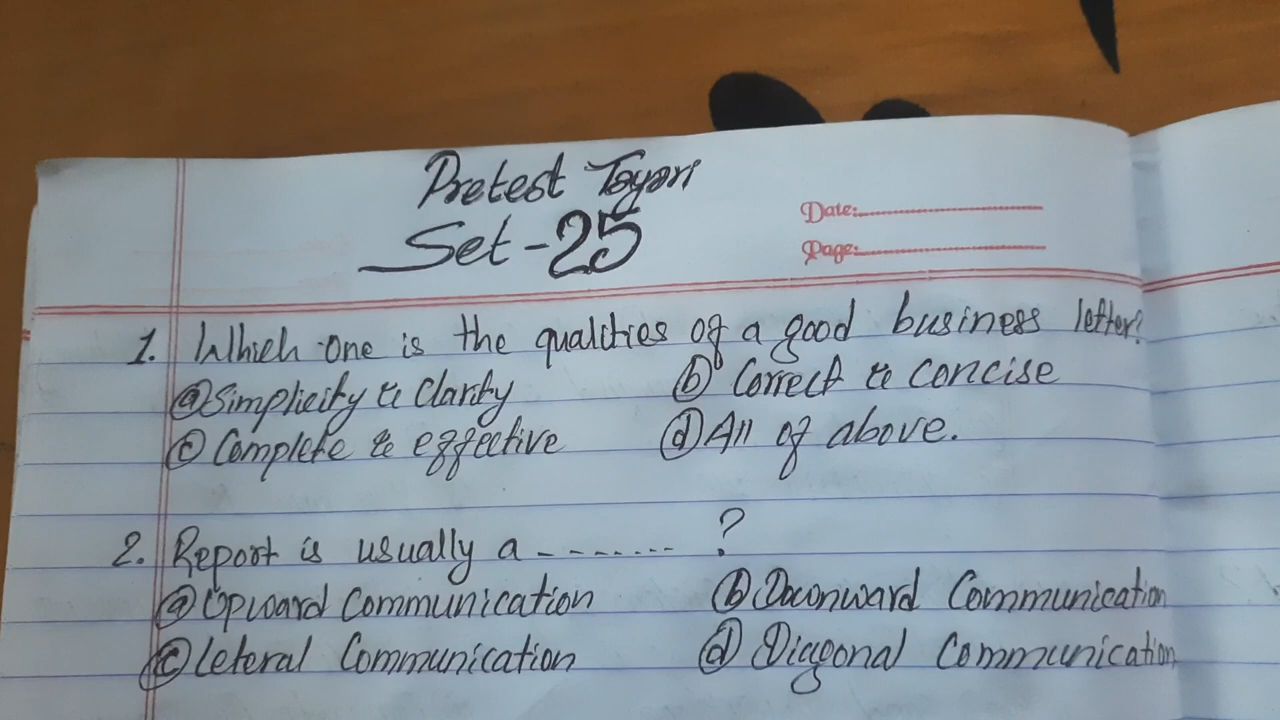 Pretest Tayari
Set-25
Date:
Page:
1. Which one is the qualities of a good business letter?
ⓐ Simplicity & Clarity ⓑ Correct & concise
ⓒ Complete & effective ⓓ All of above.
2. Report is usually a -------- ?
ⓐ Upward Communication ⓑ Downward Communication
ⓒ Leteral Communication ⓓ Diagonal Communication